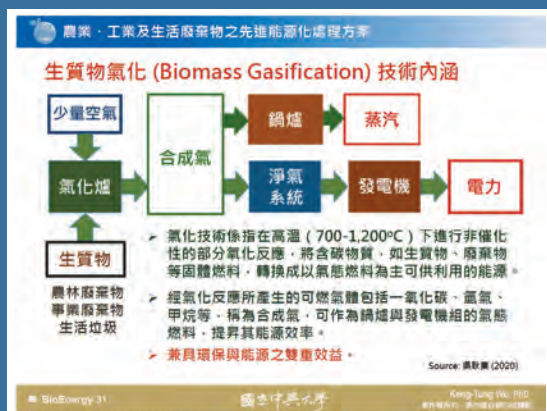 農業、工業及生活廢棄物之先進能源化處理方案
生質物氣化 (Biomass Gasification) 技術內涵
少量空氣
合成氣
鍋爐
蒸汽
氣化爐
淨氣
系統
發電機
電力
生質物
農林廢棄物
事業廢棄物
生活垃圾
➢ 氣化技術係指在高溫（700-1,200ºC）下進行非催化
性的部分氧化反應，將含碳物質，如生質物、廢棄物
等固體燃料，轉換成以氣態燃料為主可供利用的能源。
➢ 經氣化反應所產生的可燃氣體包括一氧化碳、氫氣、
甲烷等，稱為合成氣，可作為鍋爐與發電機組的氣態
燃料，提昇其能源效率。
➢ 兼具環保與能源之雙重效益。
Source: 吳耿東 (2020)
BioEnergy 31
國立中興大學
Keng-Tung Wu, PhD